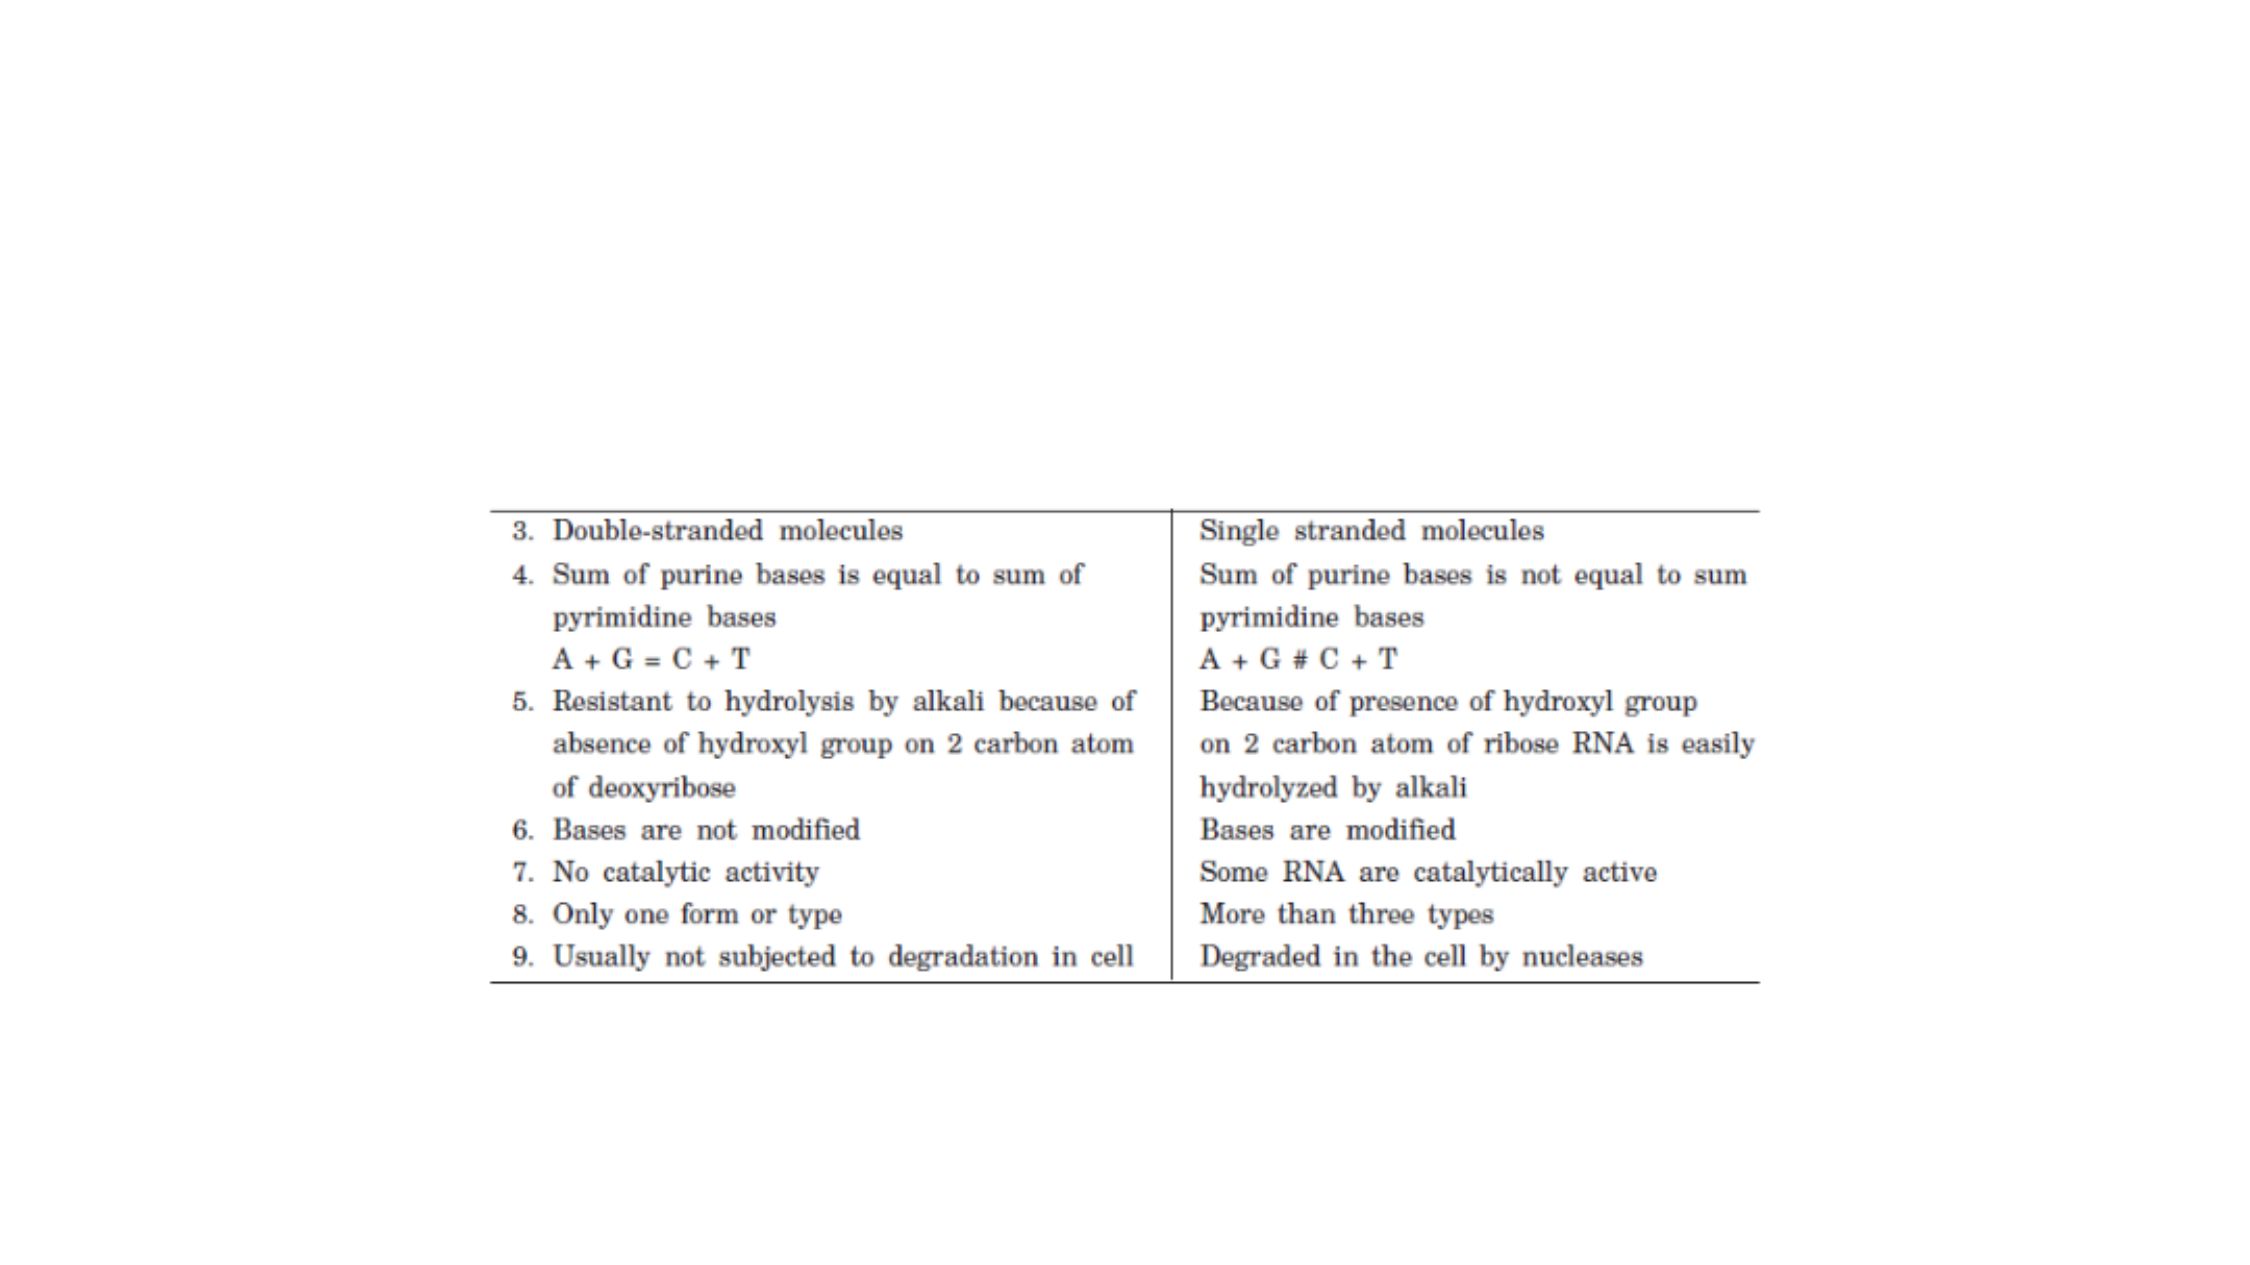 3. Double-stranded molecules
Single stranded molecules
4. Sum of purine bases is equal to sum of
pyrimidine bases
A + G = C + T
Sum of purine bases is not equal to sum
pyrimidine bases
A + G # C + T
5. Resistant to hydrolysis by alkali because of
absence of hydroxyl group on 2 carbon atom
of deoxyribose
Because of presence of hydroxyl group
on 2 carbon atom of ribose RNA is easily
hydrolyzed by alkali
6. Bases are not modified
Bases are modified
7. No catalytic activity
Some RNA are catalytically active
8. Only one form or type
More than three types
9. Usually not subjected to degradation in cell
Degraded in the cell by nucleases